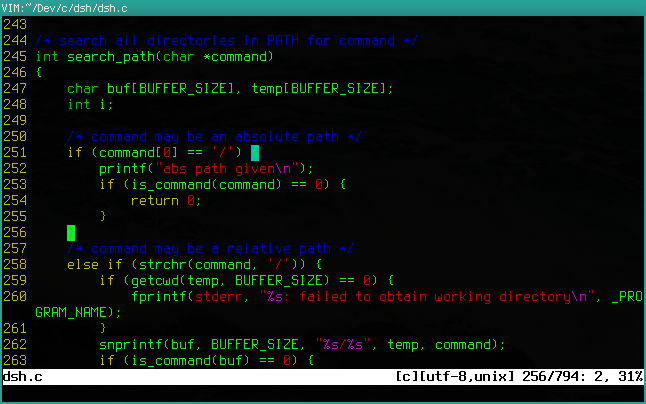 VIM:~/Dev/c/dsh/dsh.c
243
244 /* search all directories in PATH for command */
245 int search_path(char *command)
246 {
247     char buf[BUFFER_SIZE], temp[BUFFER_SIZE];
248     int i;
249
250     /* command may be an absolute path */
251     if (command[0] == '/') {
252         printf("abs path given\n");
253         if (is_command(command) == 0) {
254             return 0;
255         }
256     }
257     /* command may be a relative path */
258     else if (strchr(command, '/')) {
259         if (getcwd(temp, BUFFER_SIZE) == 0) {
260             fprintf(stderr, "%s: failed to obtain working directory\n", _PRO
GRAM_NAME);
261         }
262         snprintf(buf, BUFFER_SIZE, "%s/%s", temp, command);
263         if (is_command(buf) == 0) {
dsh.c [c][utf-8,unix] 256/794: 2, 31%